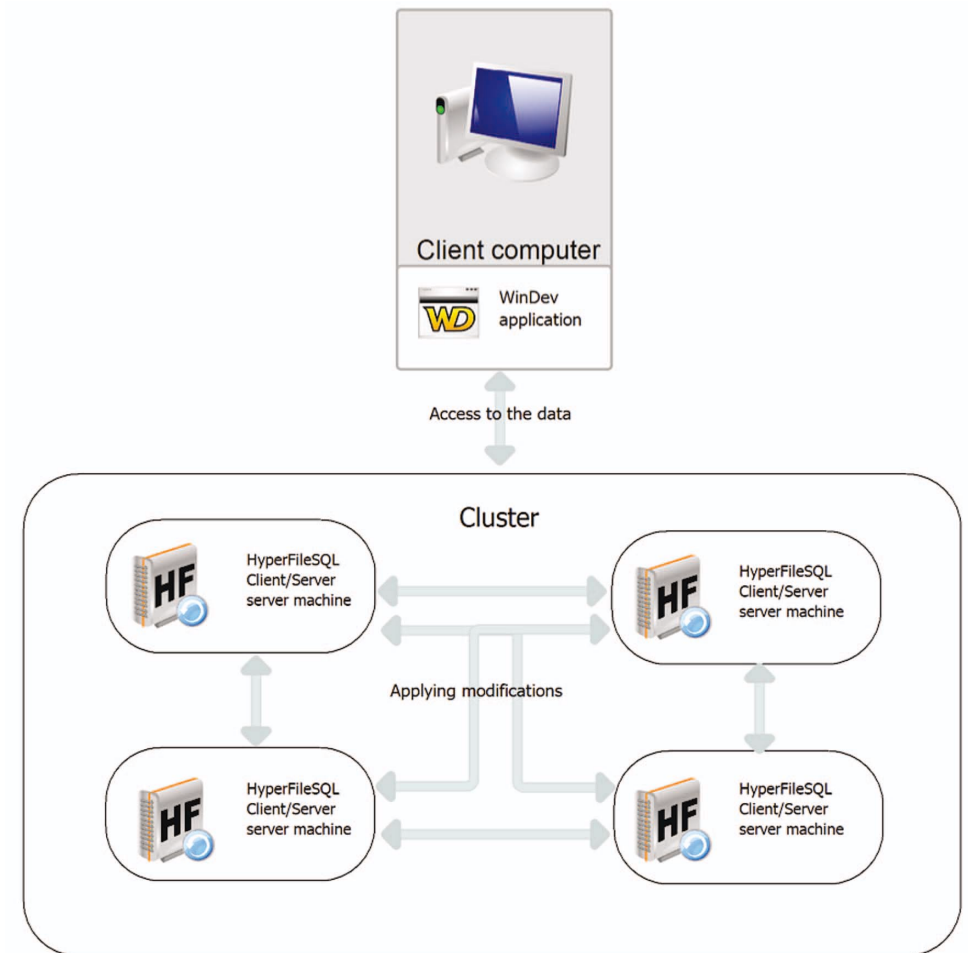 Client computer
WD
WinDev
application
Access to the data
Cluster
HF
HyperFileSQL
Client/Server
server machine
HF
HyperFileSQL
Client/Server
server machine
Applying modifications
HF
HyperFileSQL
Client/Server
server machine
HF
HyperFileSQL
Client/Server
server machine